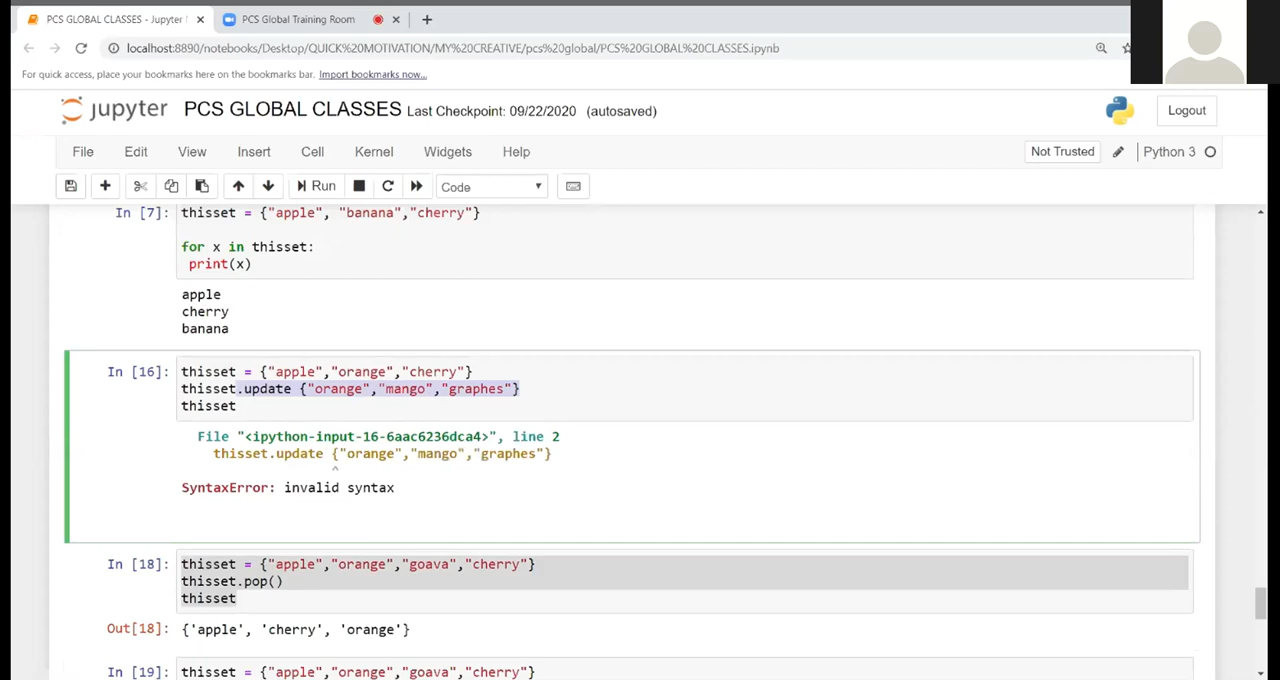 PCS GLOBAL CLASSES - Jupyter
PCS Global Training Room
localhost:8890/notebooks/Desktop/QUICK%20MOTIVATION/MY%20CREATIVE/pcs%20global/PCS%20GLOBAL%20CLASSES.ipynb
For quick access, place your bookmarks here on the bookmarks bar. Import bookmarks now...
jupyter PCS GLOBAL CLASSES Last Checkpoint: 09/22/2020 (autosaved)
Logout
File Edit View Insert Cell Kernel Widgets Help
Not Trusted
Python 3
Run
Code
In [7]: thisset = {"apple", "banana","cherry"}
for x in thisset:
print(x)
apple
cherry
banana
In [16]: thisset = {"apple","orange","cherry"}
thisset.update {"orange","mango","graphes"}
thisset
File "<ipython-input-16-6aac6236dca4>", line 2
thisset.update {"orange","mango","graphes"}
^
SyntaxError: invalid syntax
In [18]: thisset = {"apple","orange","goava","cherry"}
thisset.pop()
thisset
Out[18]: {'apple', 'cherry', 'orange'}
In [19]: thisset = {"apple","orange","goava","cherry"}